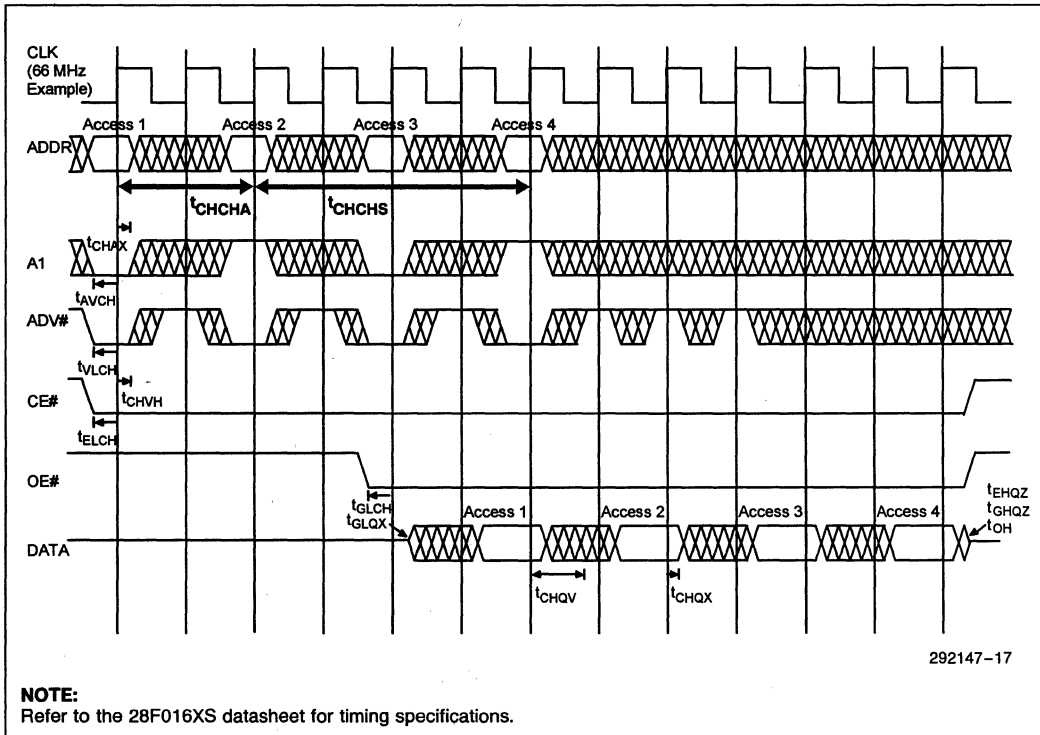 CLK
(66 MHz
Example)
Access 1 Access 2 Access 3 Access 4
ADDR
tCHCHA tCHCHS
tCHAX
A1
tAVCH
ADV#
tVLCH
tCHVH
CE#
tELCH
OE#
tGLCH
tGLQX
tEHQZ
tGHQZ
tOH
Access 1 Access 2 Access 3 Access 4
DATA
tCHQV tCHQX
292147–17
NOTE:
Refer to the 28F016XS datasheet for timing specifications.